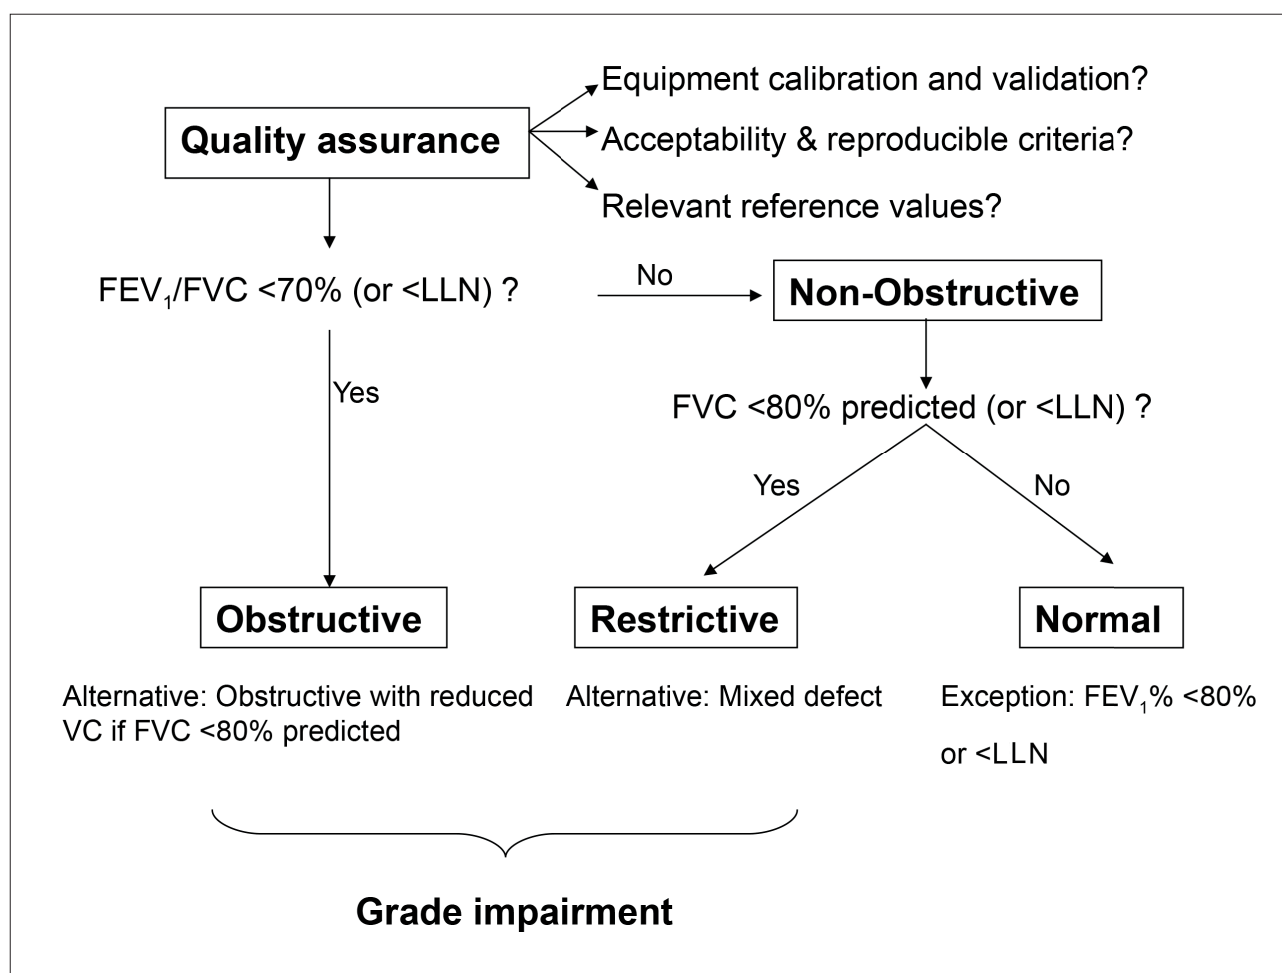 Equipment calibration and validation?
Quality assurance
Acceptability & reproducible criteria?
Relevant reference values?
FEV₁/FVC <70% (or <LLN) ?
No
Non-Obstructive
Yes
FVC <80% predicted (or <LLN) ?
Yes
No
Obstructive
Restrictive
Normal
Alternative: Obstructive with reduced
VC if FVC <80% predicted
Alternative: Mixed defect
Exception: FEV₁% <80%
or <LLN
Grade impairment